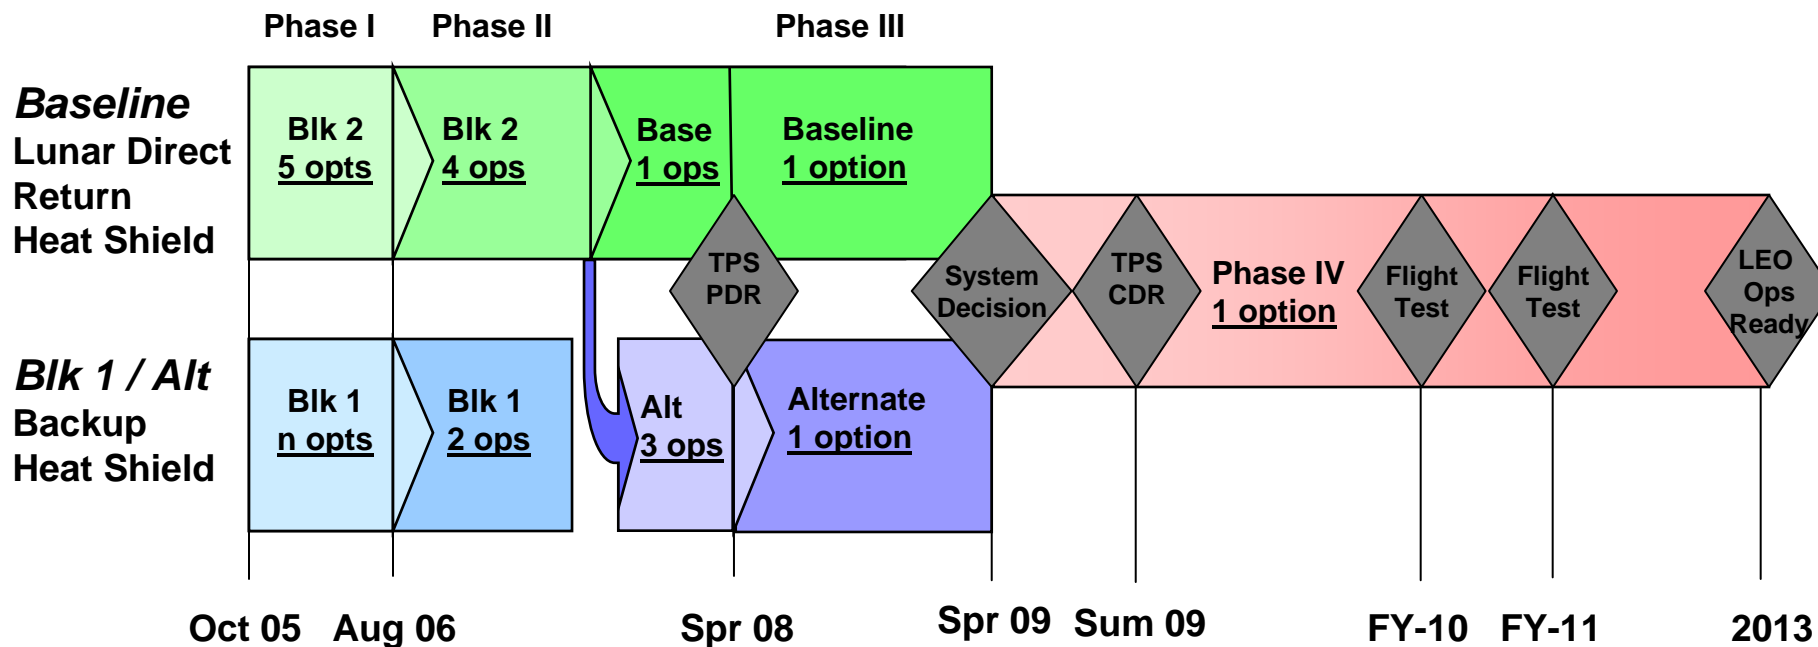 Phase I
Phase II
Phase III
Baseline
Lunar Direct
Return
Heat Shield
Blk 2
5 opts
Blk 2
4 ops
Base
1 ops
Baseline
1 option
TPS
PDR
System
Decision
TPS
CDR
Phase IV
1 option
Flight
Test
Flight
Test
LEO
Ops
Ready
Blk 1 / Alt
Backup
Heat Shield
Blk 1
n opts
Blk 1
2 ops
Alt
3 ops
Alternate
1 option
Oct 05
Aug 06
Spr 08
Spr 09
Sum 09
FY-10
FY-11
2013